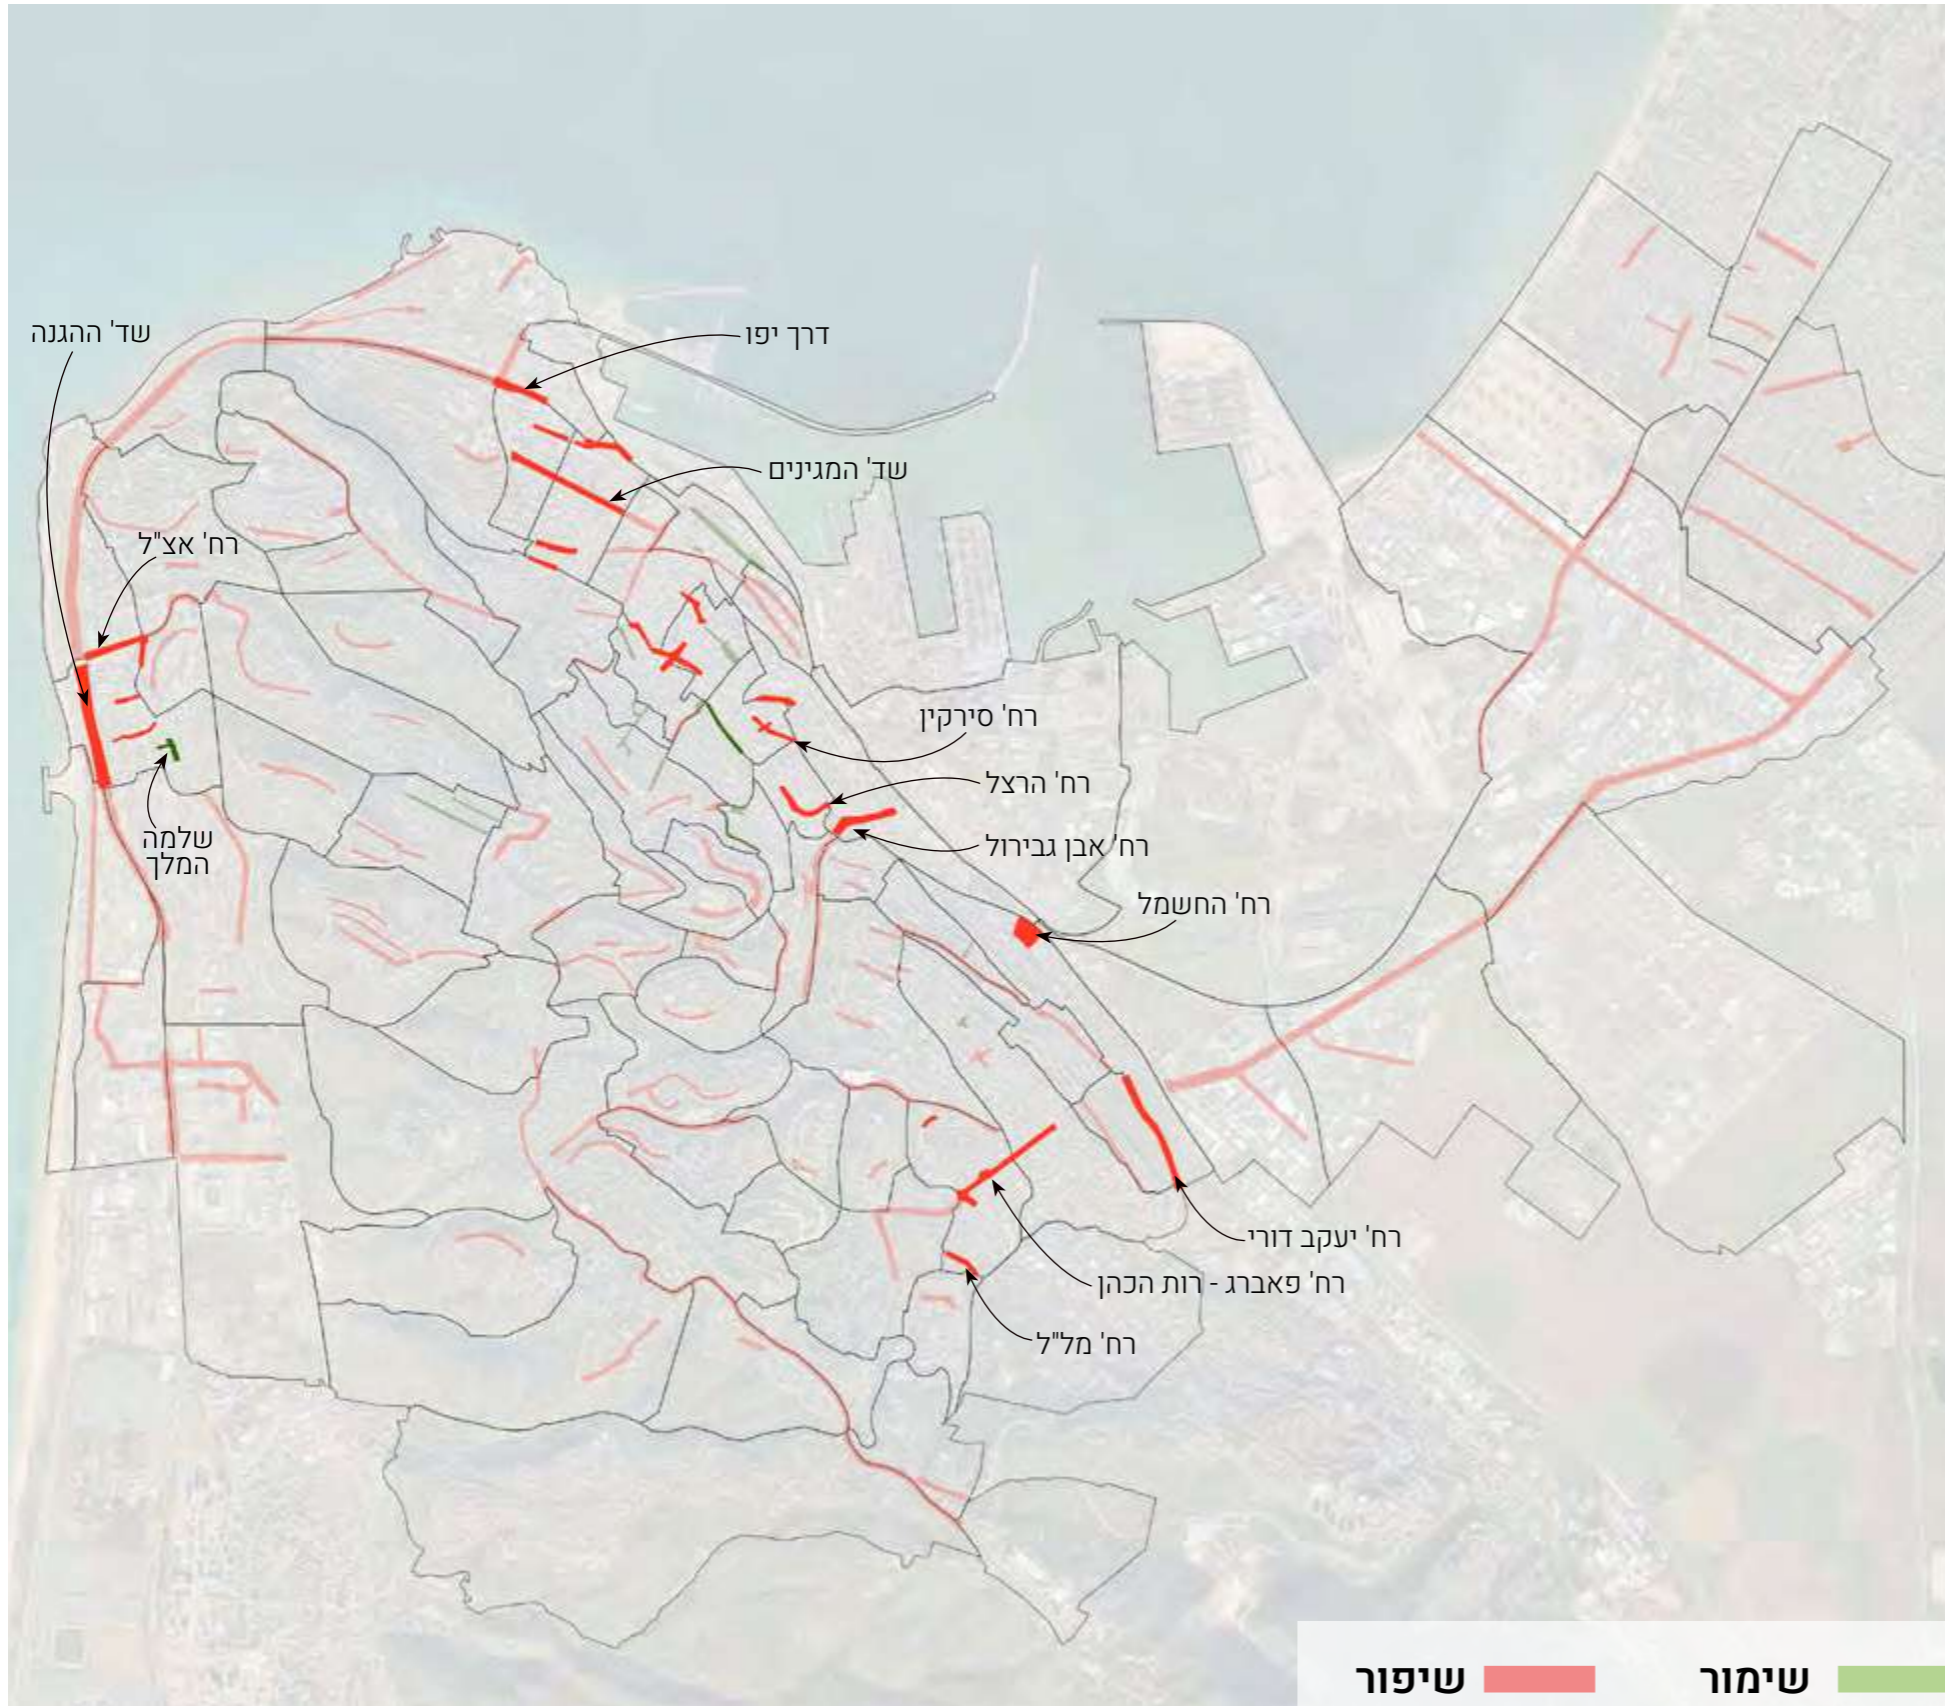 שד' ההגנה
דרך יפו
שד' המגינים
רח' אצ"ל
רח' סירקין
רח' הרצל
שלמה
המלך
רח' אבן גבירול
רח' החשמל
רח' יעקב דורי
רח' פאברג - רות הכהן
רח' מל"ל
שימור
שיפור